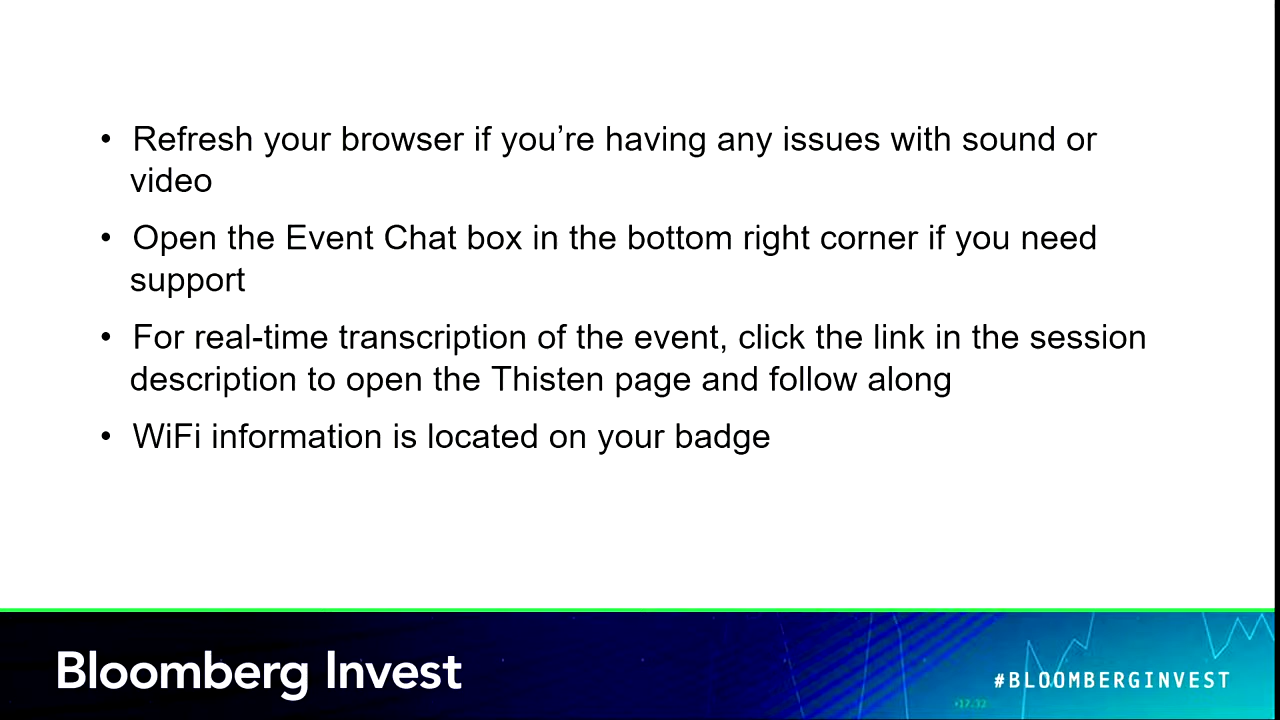 • Refresh your browser if you’re having any issues with sound or
video
• Open the Event Chat box in the bottom right corner if you need
support
• For real-time transcription of the event, click the link in the session
description to open the Thisten page and follow along
• WiFi information is located on your badge
Bloomberg Invest
#BLOOMBERGINVEST
+17.32